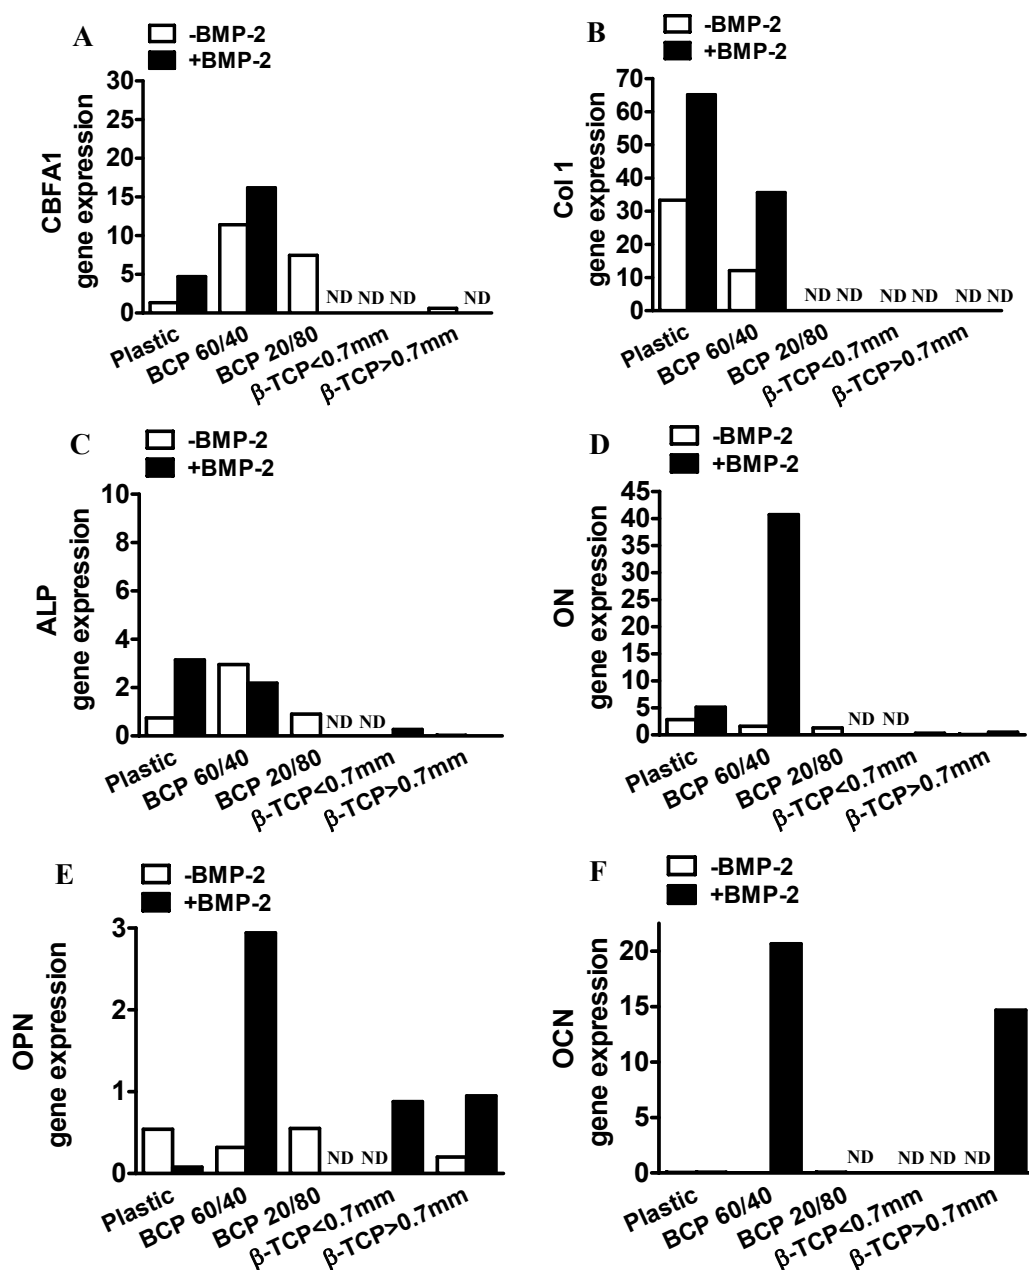 A
-BMP-2
+BMP-2
CBFA1
gene expression
30
25
20
15
10
5
0
ND ND ND
ND
Plastic
BCP 60/40
BCP 20/80
β-TCP<0.7mm
β-TCP>0.7mm
B
-BMP-2
+BMP-2
Col 1
gene expression
70
60
50
40
30
20
10
0
ND ND
ND ND
ND ND
Plastic
BCP 60/40
BCP 20/80
β-TCP<0.7mm
β-TCP>0.7mm
C
-BMP-2
+BMP-2
ALP
gene expression
10
8
6
4
2
0
ND ND
Plastic
BCP 60/40
BCP 20/80
β-TCP<0.7mm
β-TCP>0.7mm
D
-BMP-2
+BMP-2
ON
gene expression
45
40
35
30
25
20
15
10
5
0
ND ND
Plastic
BCP 60/40
BCP 20/80
β-TCP<0.7mm
β-TCP>0.7mm
E
-BMP-2
+BMP-2
OPN
gene expression
3
2
1
0
ND ND
Plastic
BCP 60/40
BCP 20/80
β-TCP<0.7mm
β-TCP>0.7mm
F
-BMP-2
+BMP-2
OCN
gene expression
20
15
10
5
0
ND
ND ND ND
Plastic
BCP 60/40
BCP 20/80
β-TCP<0.7mm
β-TCP>0.7mm